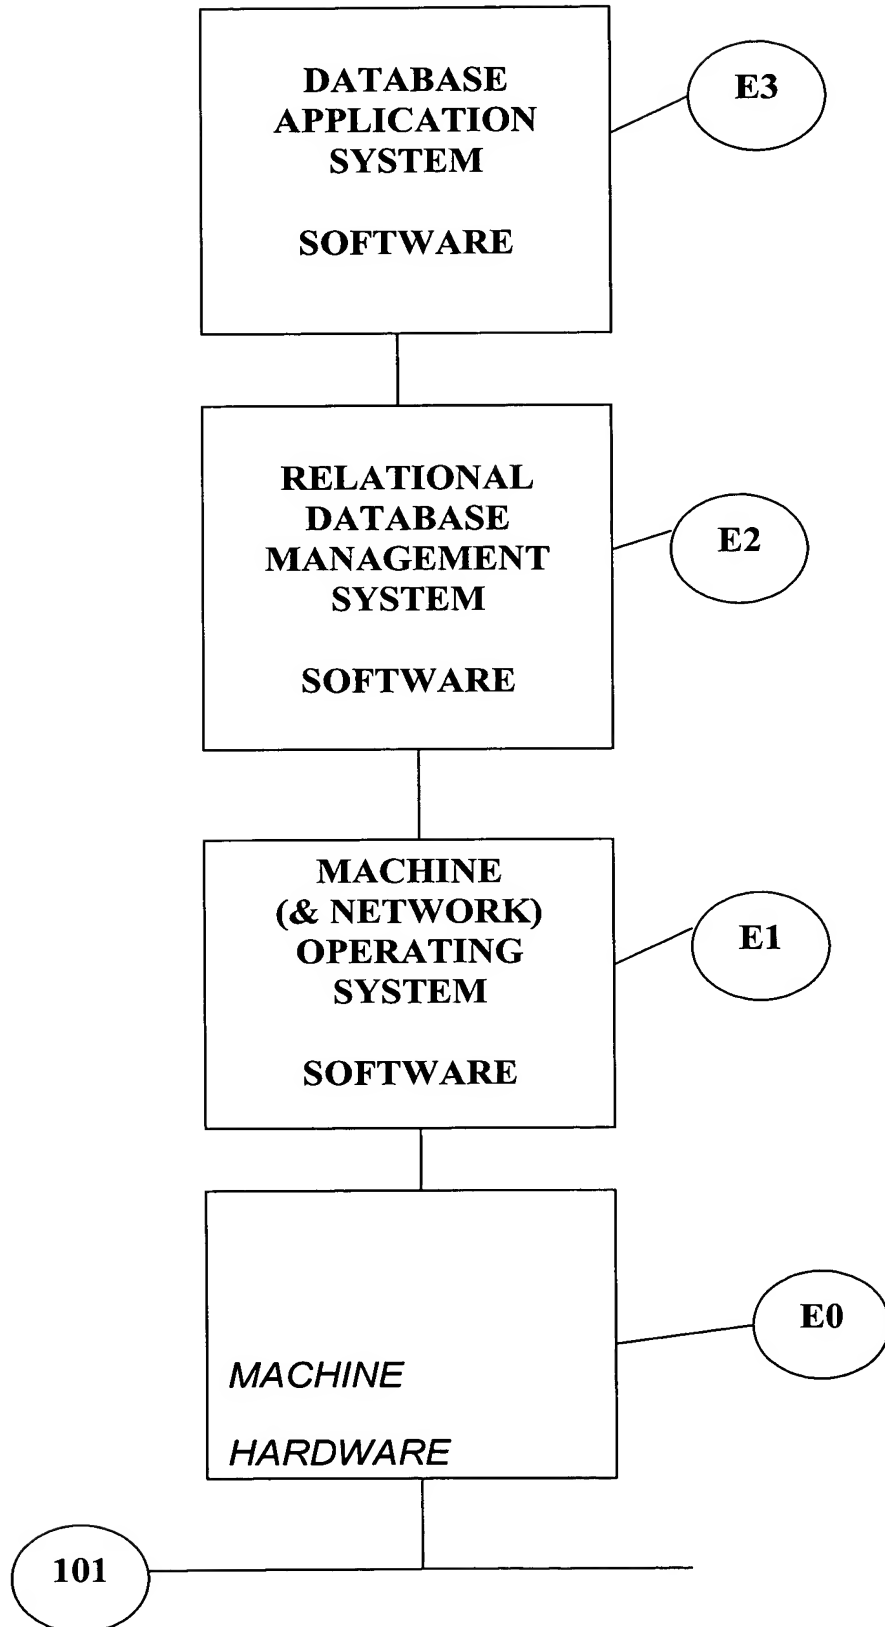 DATABASE
APPLICATION
SYSTEM
SOFTWARE
E3
RELATIONAL
DATABASE
MANAGEMENT
SYSTEM
SOFTWARE
E2
MACHINE
(& NETWORK)
OPERATING
SYSTEM
SOFTWARE
E1
MACHINE
HARDWARE
E0
101